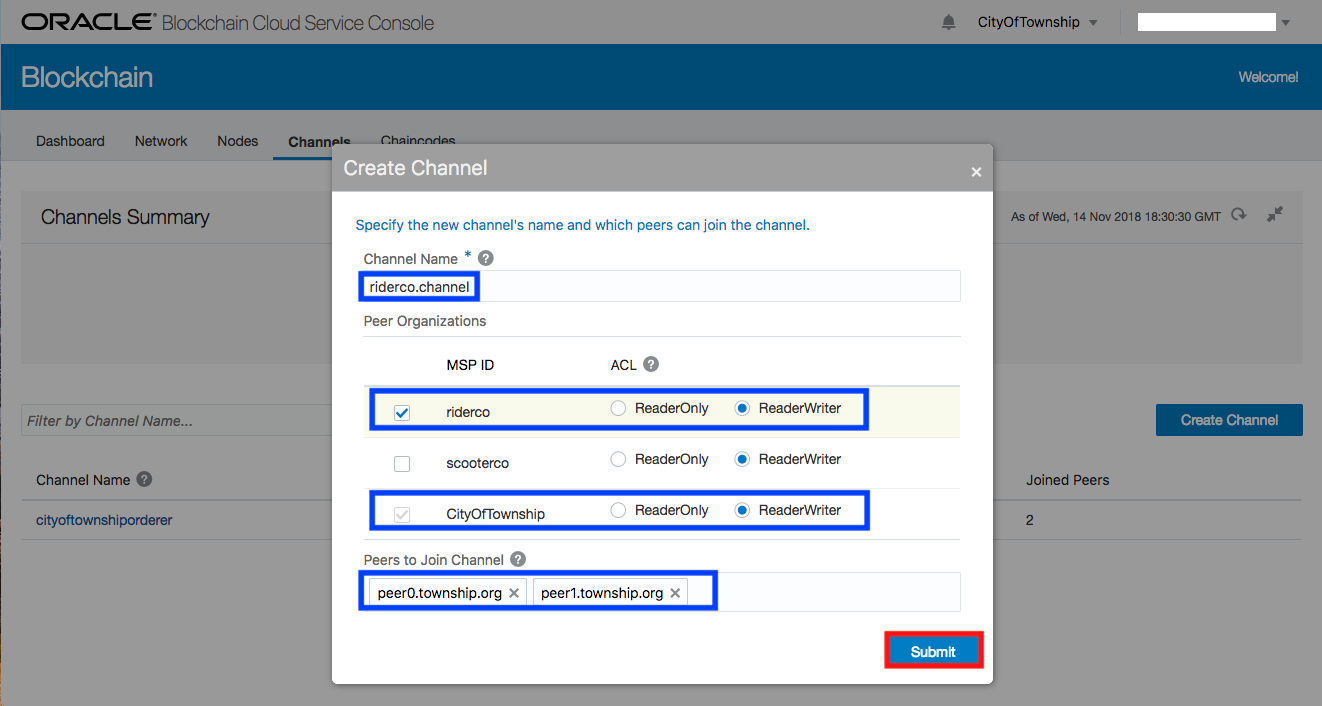 ORACLE® Blockchain Cloud Service Console
CityOfTownship
Blockchain
Welcome!
Dashboard Network Nodes Channels Chaincodes
Create Channel
×
Channels Summary
As of Wed, 14 Nov 2018 18:30:30 GMT
Specify the new channel's name and which peers can join the channel.
Channel Name * ?
riderco.channel
Peer Organizations
MSP ID ACL ?
riderco ReaderOnly ReaderWriter
Filter by Channel Name...
Create Channel
scooterco ReaderOnly ReaderWriter
Channel Name ?
Joined Peers
CityOfTownship ReaderOnly ReaderWriter
cityoftownshiporderer
2
Peers to Join Channel ?
peer0.township.org × peer1.township.org ×
Submit